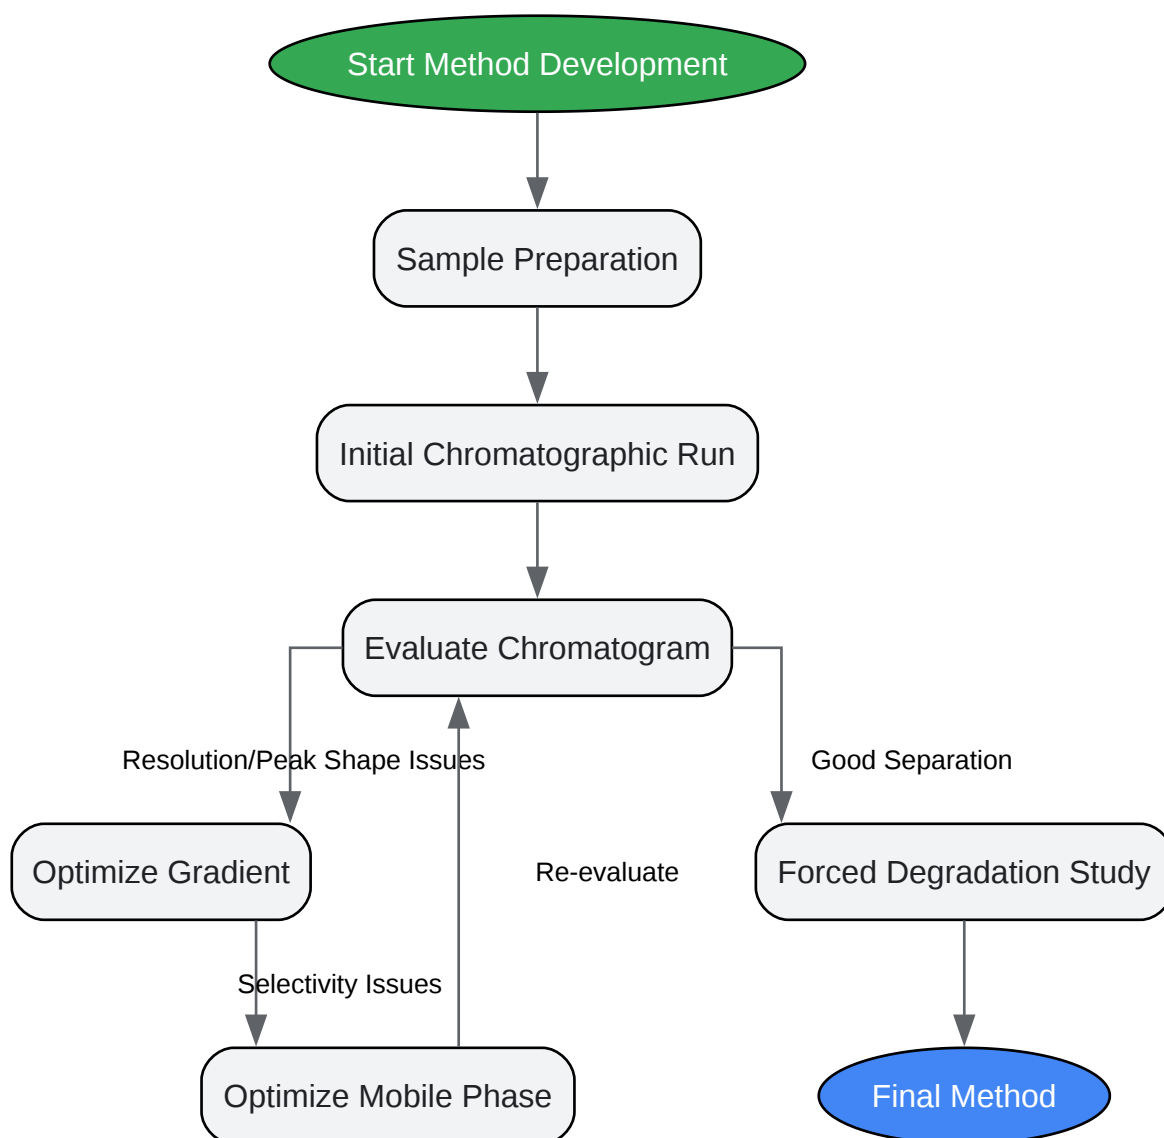 Start Method Development
Sample Preparation
Initial Chromatographic Run
Evaluate Chromatogram
Resolution/Peak Shape Issues
Good Separation
Optimize Gradient
Re-evaluate
Forced Degradation Study
Selectivity Issues
Optimize Mobile Phase
Final Method